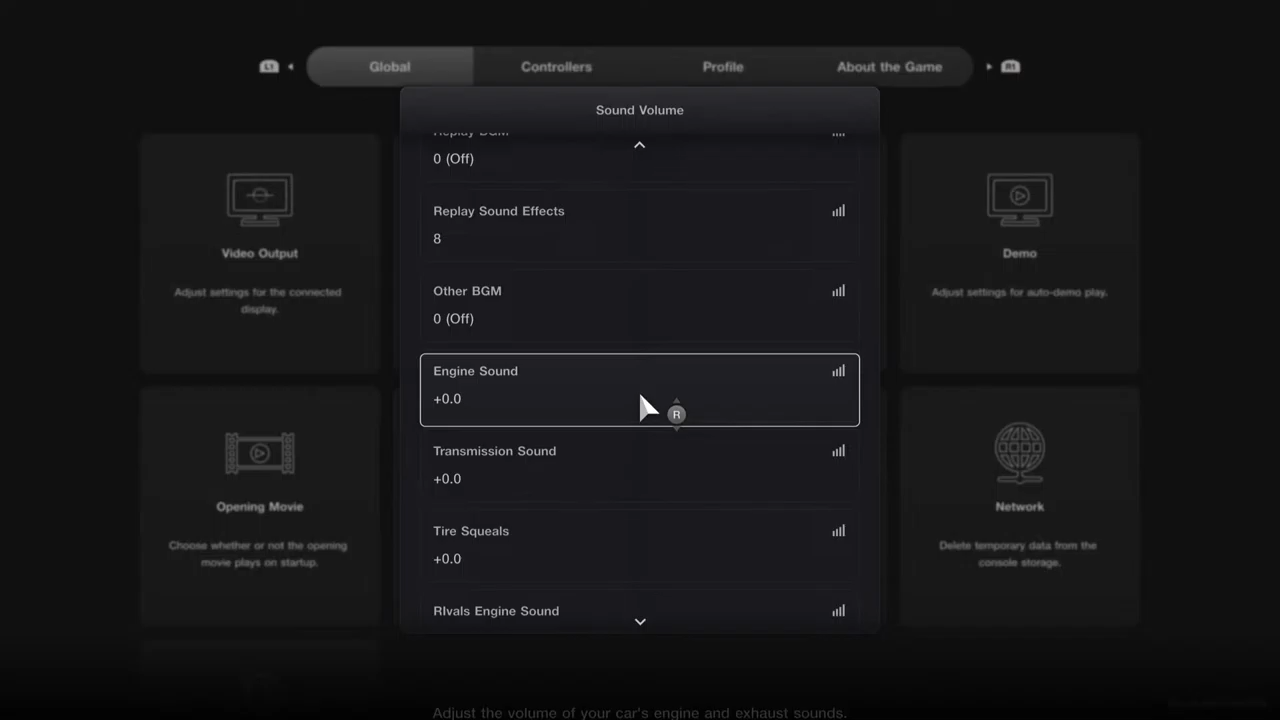 L1
Global
Controllers
Profile
About the Game
R1
Sound Volume
Replay BGM
0 (Off)
Replay Sound Effects
8
Other BGM
0 (Off)
Engine Sound
+0.0
R
Transmission Sound
+0.0
Tire Squeals
+0.0
RIvals Engine Sound
Video Output
Adjust settings for the connected
display.
Opening Movie
Choose whether or not the opening
movie plays on startup.
Demo
Adjust settings for auto-demo play.
Network
Delete temporary data from the
console storage.
Adjust the volume of your car's engine and exhaust sounds.